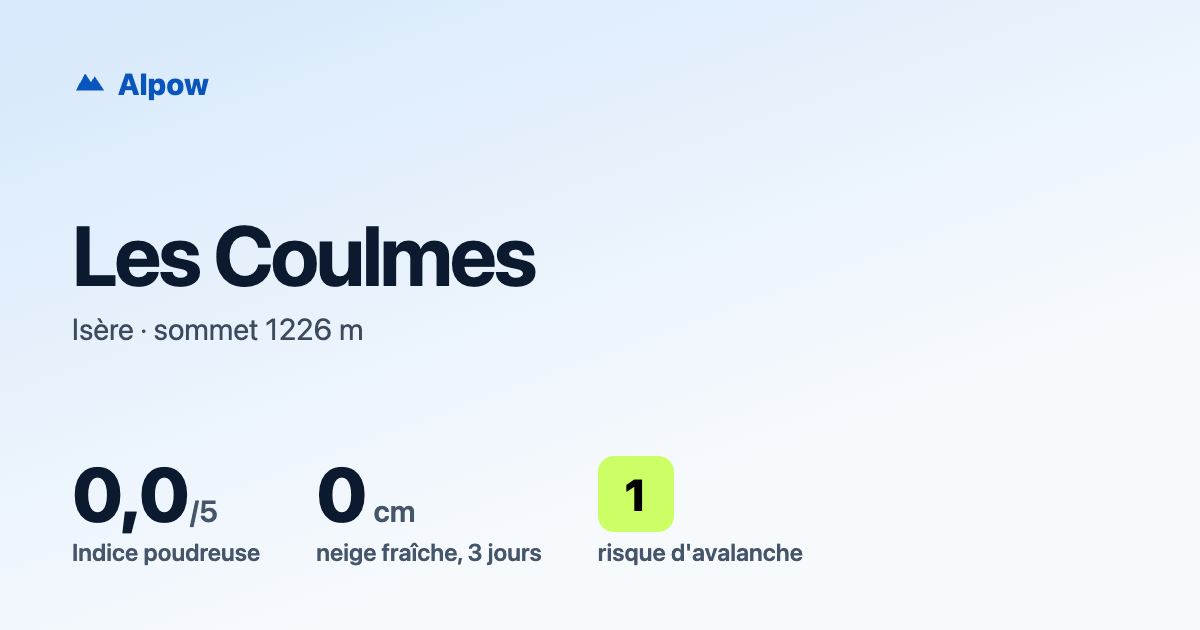 Alpow
Les Coulmes
Isère · sommet 1226 m
0,0/5
Indice poudreuse
0 cm
neige fraîche, 3 jours
1
risque d'avalanche